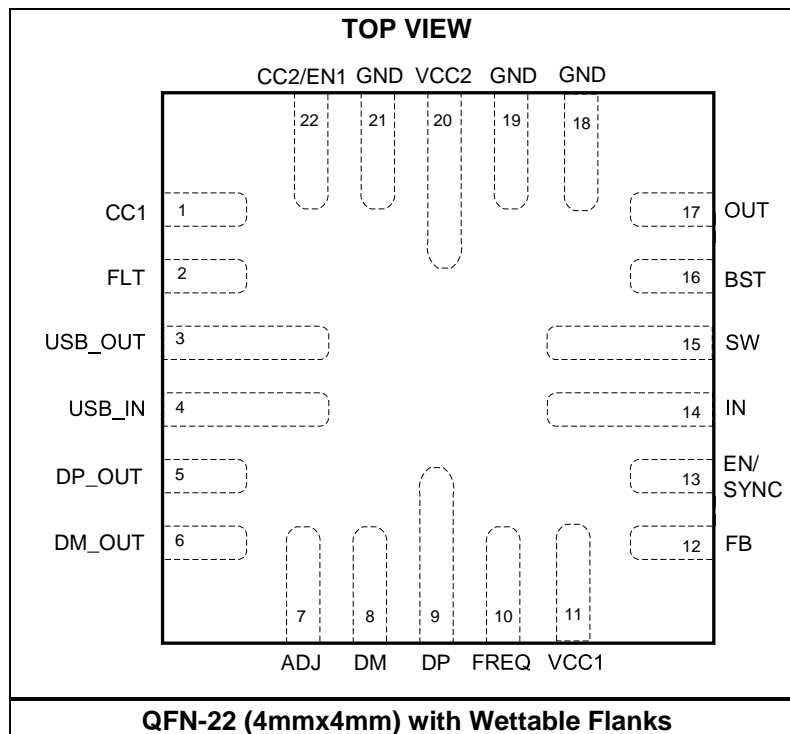 TOP VIEW
CC2/EN1 GND VCC2 GND GND
22 21 20 19 18
CC1 1 17 OUT
FLT 2 16 BST
USB_OUT 3 15 SW
USB_IN 4 14 IN
DP_OUT 5 13 EN/
SYNC
DM_OUT 6 12 FB
7 8 9 10 11
ADJ DM DP FREQ VCC1
QFN-22 (4mmx4mm) with Wettable Flanks